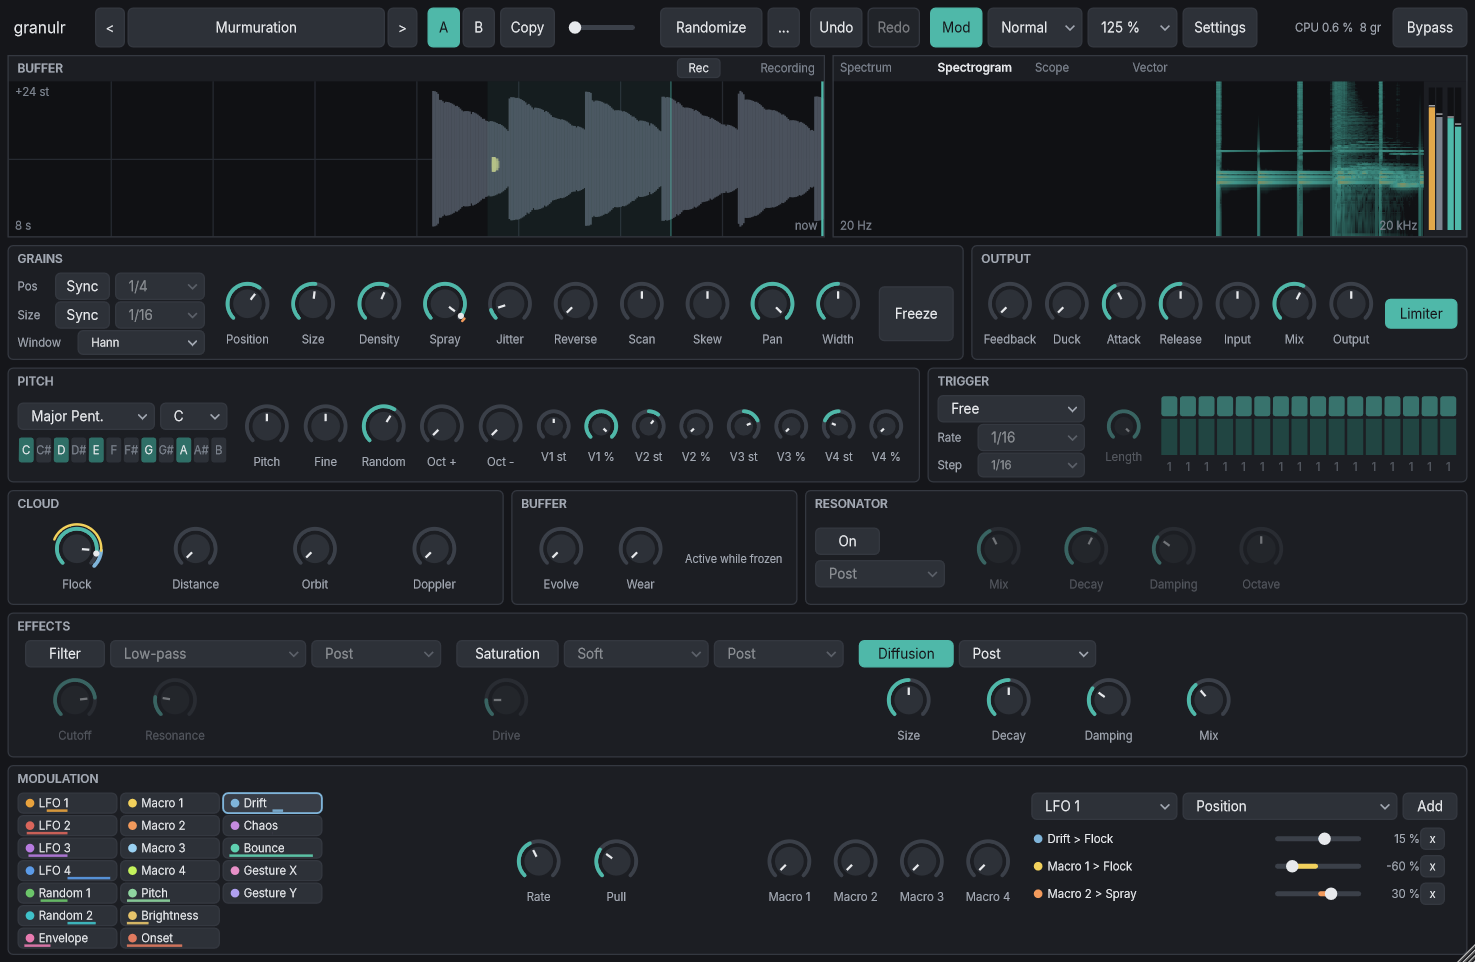 granulr < Murmuration > A B Copy Randomize ... Undo Redo Mod Normal 125 % Settings CPU 0.6 % 8 gr Bypass
BUFFER Rec Recording Spectrum Spectrogram Scope Vector
+24 st
8 s now 20 Hz 20 kHz
GRAINS
Pos Sync 1/4
Size Sync 1/16
Window Hann
Position Size Density Spray Jitter Reverse Scan Skew Pan Width
Freeze
OUTPUT
Feedback Duck Attack Release Input Mix Output
Limiter
PITCH
Major Pent. C
C C# D D# E F F# G G# A A# B
Pitch Fine Random Oct + Oct - V1 st V1 % V2 st V2 % V3 st V3 % V4 st V4 %
TRIGGER
Free
Rate 1/16
Step 1/16
Length
1 1 1 1 1 1 1 1 1 1 1 1 1 1 1 1
CLOUD
Flock Distance Orbit Doppler
BUFFER
Evolve Wear
Active while frozen
RESONATOR
On
Post
Mix Decay Damping Octave
EFFECTS
Filter Low-pass Post Saturation Soft Post Diffusion Post
Cutoff Resonance Drive Size Decay Damping Mix
MODULATION
LFO 1 Macro 1 Drift
LFO 2 Macro 2 Chaos
LFO 3 Macro 3 Bounce
LFO 4 Macro 4 Gesture X
Random 1 Pitch Gesture Y
Random 2 Brightness
Envelope Onset
Rate Pull
Macro 1 Macro 2 Macro 3 Macro 4
LFO 1 Position Add
Drift > Flock 15 % x
Macro 1 > Flock -60 % x
Macro 2 > Spray 30 % x